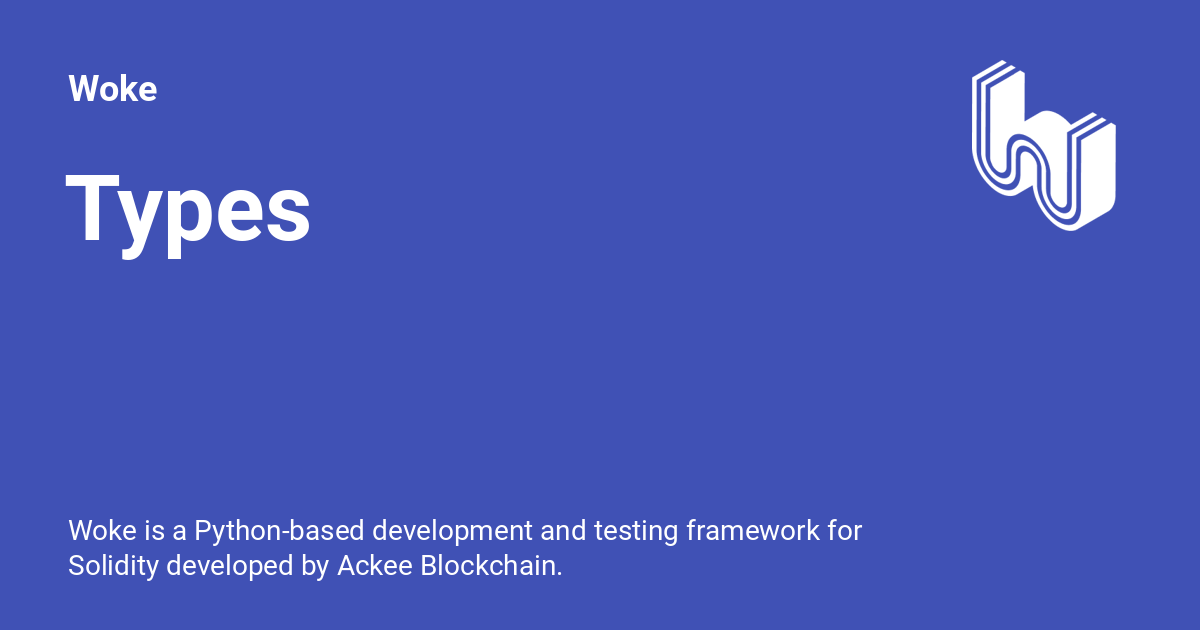 Woke
Types
Woke is a Python-based development and testing framework for
Solidity developed by Ackee Blockchain.